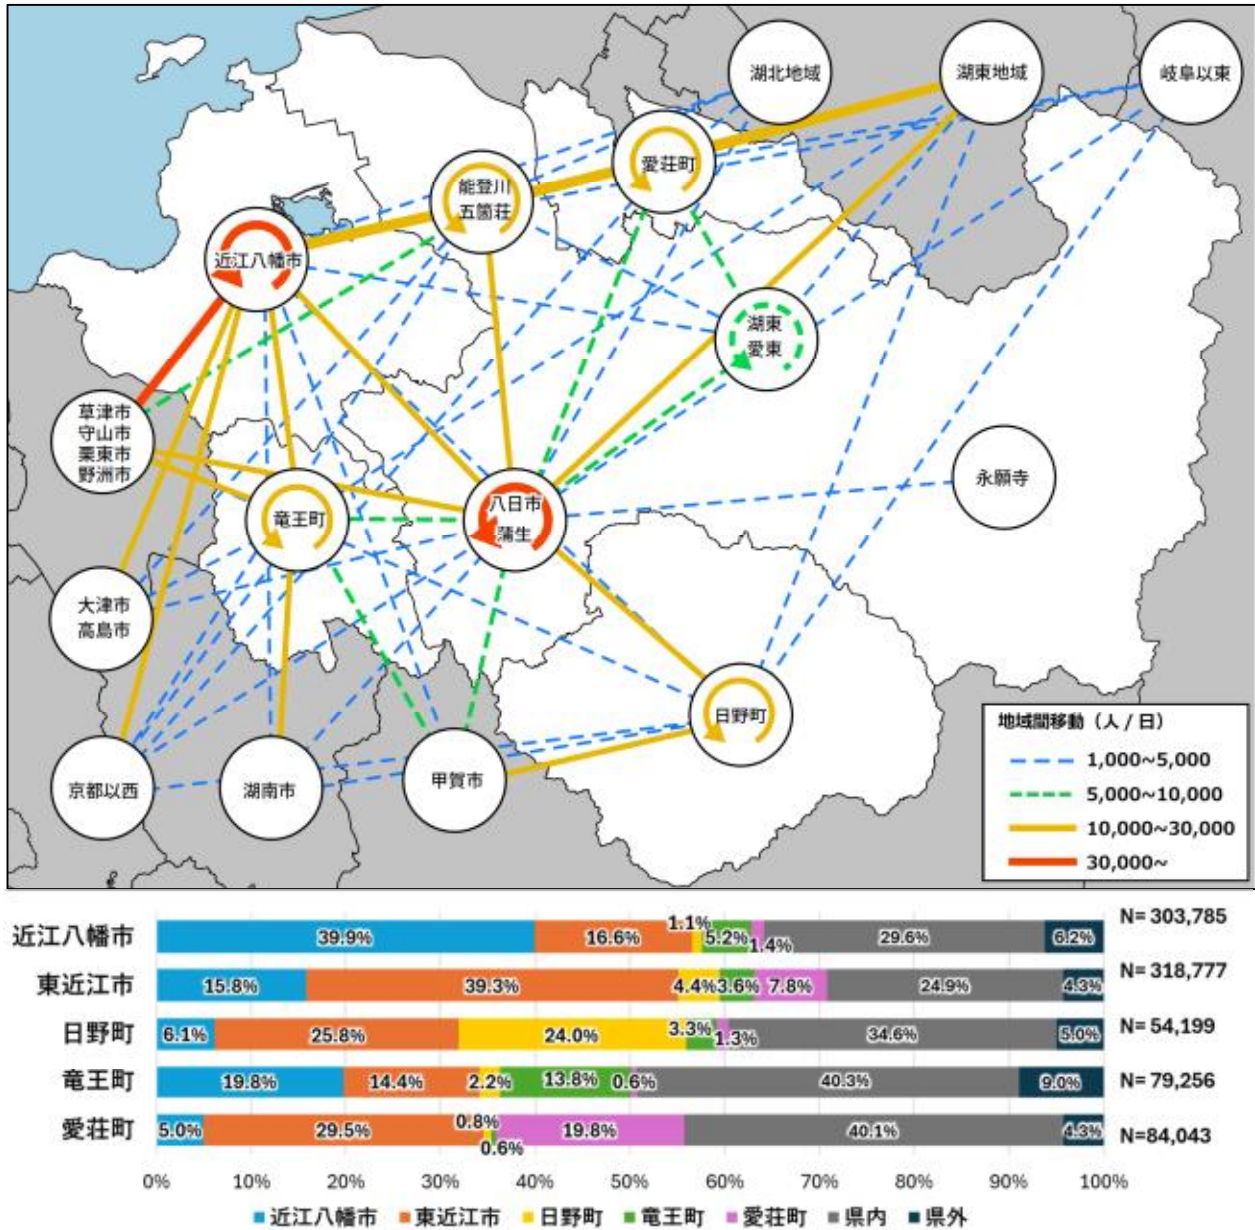 湖北地域
湖東地域
岐阜以東
愛荘町
能登川
五箇荘
近江八幡市
湖東
愛東
草津市
守山市
栗東市
野洲市
永願寺
竜王町
八日市
蒲生
大津市
高島市
日野町
京都以西
湖南市
甲賀市
地域間移動（人 / 日）
1,000~5,000
5,000~10,000
10,000~30,000
30,000~
近江八幡市 39.9% 16.6% 1.1% 5.2% 1.4% 29.6% 6.2% N= 303,785
東近江市 15.8% 39.3% 4.4% 3.6% 7.8% 24.9% 4.3% N= 318,777
日野町 6.1% 25.8% 24.0% 3.3% 1.3% 34.6% 5.0% N= 54,199
竜王町 19.8% 14.4% 2.2% 13.8% 0.6% 40.3% 9.0% N= 79,256
愛荘町 5.0% 29.5% 0.8% 0.6% 19.8% 40.1% 4.3% N=84,043
0% 10% 20% 30% 40% 50% 60% 70% 80% 90% 100%
近江八幡市 東近江市 日野町 竜王町 愛荘町 県内 県外